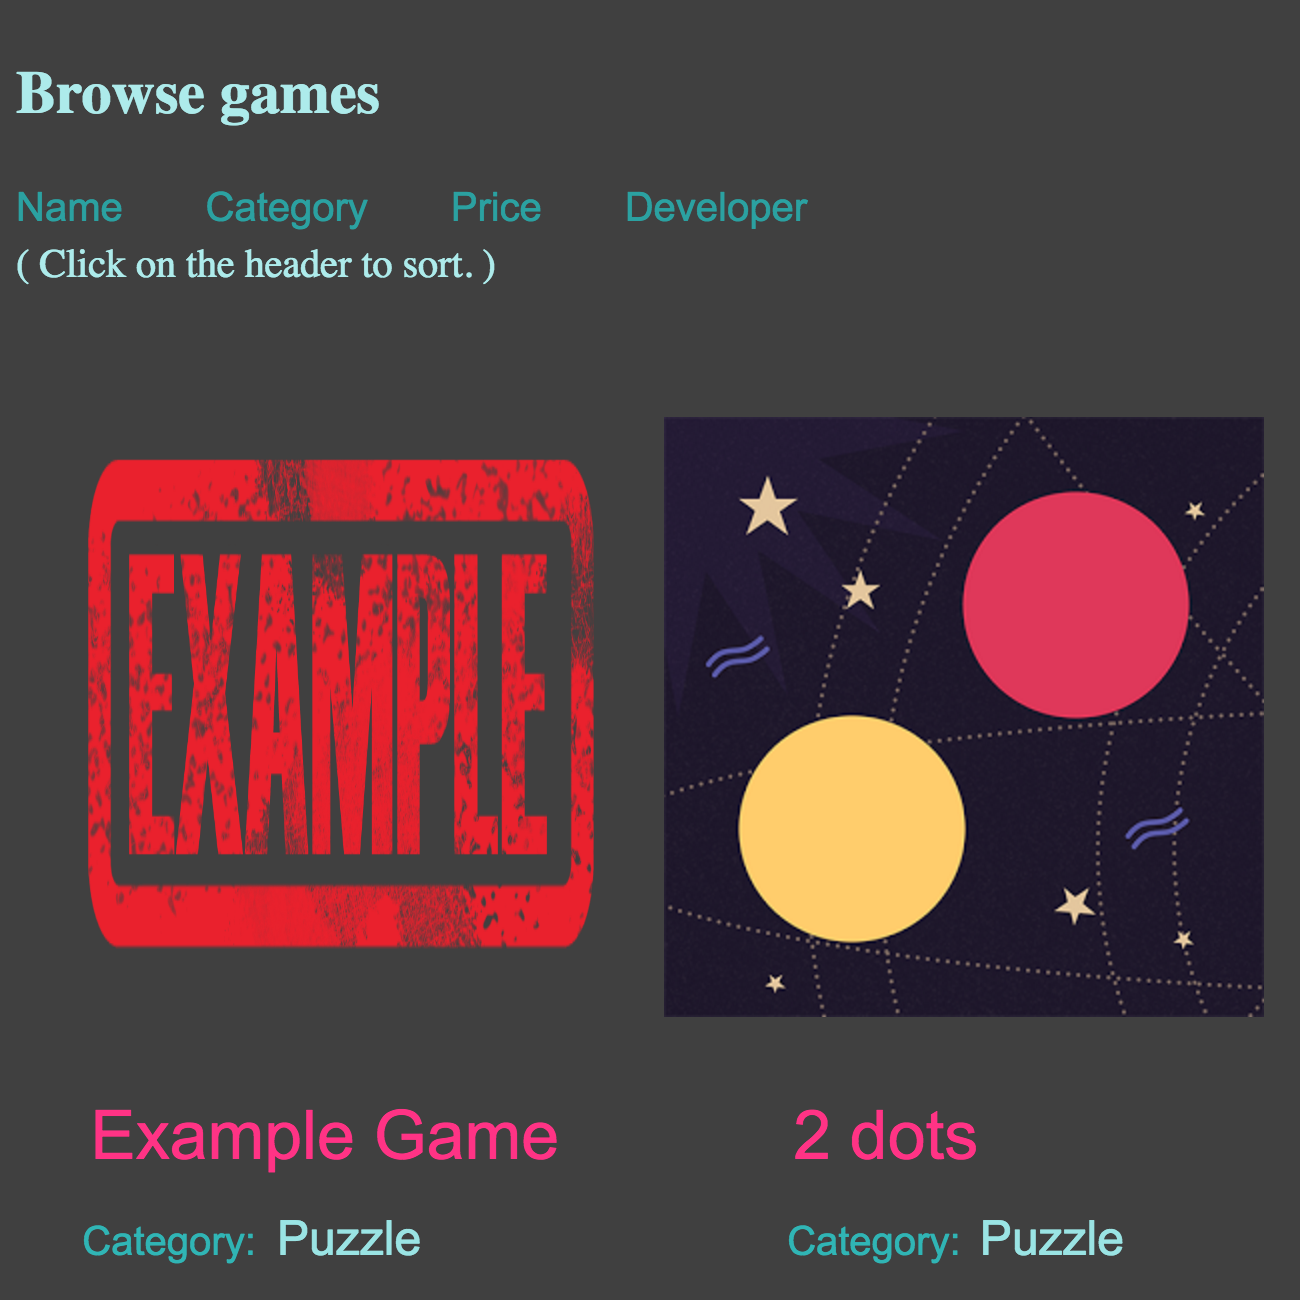 Browse games
Name Category Price Developer
( Click on the header to sort. )
EXAMPLE
Example Game
2 dots
Category: Puzzle
Category: Puzzle